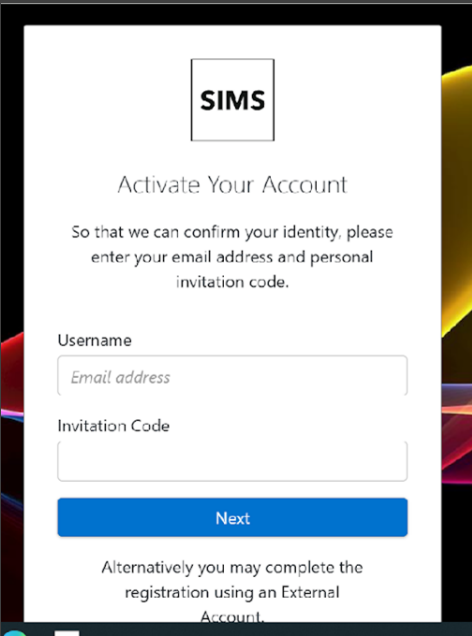 SIMS
Activate Your Account
So that we can confirm your identity, please
enter your email address and personal
invitation code.
Username
Email address
Invitation Code
Next
Alternatively you may complete the
registration using an External
Account.